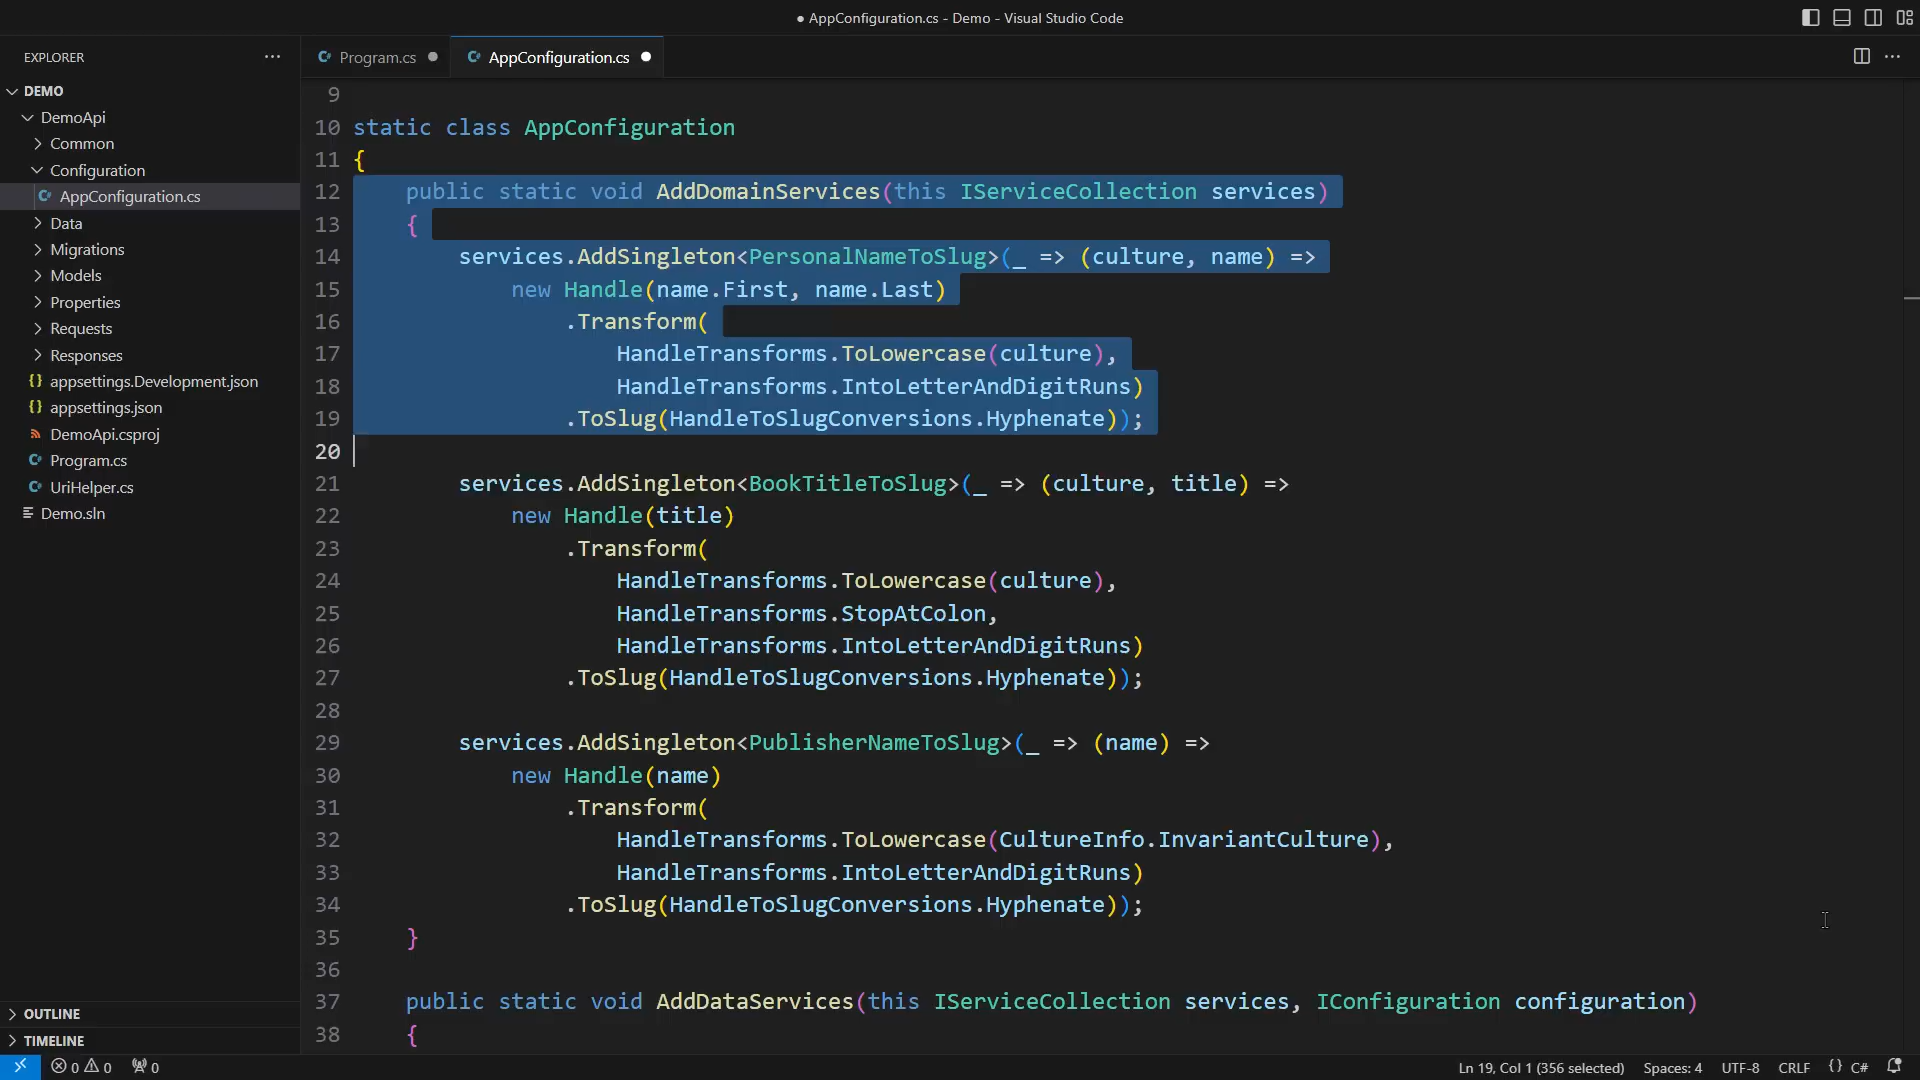 ● AppConfiguration.cs - Demo - Visual Studio Code
EXPLORER
Program.cs
AppConfiguration.cs
DEMO
DemoApi
Common
Configuration
AppConfiguration.cs
Data
Migrations
Models
Properties
Requests
Responses
{} appsettings.Development.json
{} appsettings.json
DemoApi.csproj
Program.cs
UriHelper.cs
Demo.sln
OUTLINE
TIMELINE
9
10 static class AppConfiguration
11 {
12 public static void AddDomainServices(this IServiceCollection services)
13 {
14 services.AddSingleton<PersonalNameToSlug>(_ => (culture, name) =>
15 new Handle(name.First, name.Last)
16 .Transform(
17 HandleTransforms.ToLowercase(culture),
18 HandleTransforms.IntoLetterAndDigitRuns)
19 .ToSlug(HandleToSlugConversions.Hyphenate));
20
21 services.AddSingleton<BookTitleToSlug>(_ => (culture, title) =>
22 new Handle(title)
23 .Transform(
24 HandleTransforms.ToLowercase(culture),
25 HandleTransforms.StopAtColon,
26 HandleTransforms.IntoLetterAndDigitRuns)
27 .ToSlug(HandleToSlugConversions.Hyphenate));
28
29 services.AddSingleton<PublisherNameToSlug>(_ => (name) =>
30 new Handle(name)
31 .Transform(
32 HandleTransforms.ToLowercase(CultureInfo.InvariantCulture),
33 HandleTransforms.IntoLetterAndDigitRuns)
34 .ToSlug(HandleToSlugConversions.Hyphenate));
35 }
36
37 public static void AddDataServices(this IServiceCollection services, IConfiguration configuration)
38 {
0 0 0 Ln 19, Col 1 (356 selected) Spaces: 4 UTF-8 CRLF {} C#